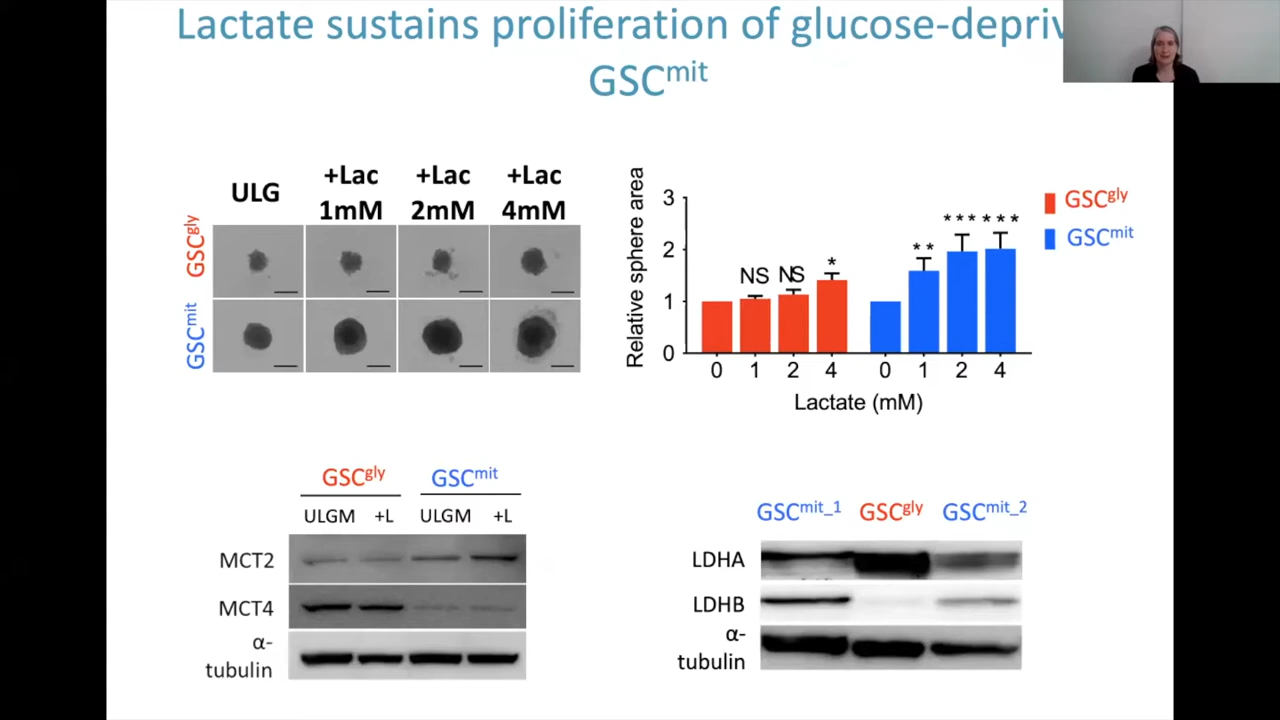 Lactate sustains proliferation of glucose-depriv
GSCmit
ULG
+Lac
1mM
+Lac
2mM
+Lac
4mM
GSCgly
GSCmit
Relative sphere area
3
2
1
0
NS
NS
*
**
***
***
0 1 2 4 0 1 2 4
Lactate (mM)
GSCgly
GSCmit
GSCgly GSCmit
ULGM +L ULGM +L
MCT2
MCT4
α-
tubulin
GSCmit_1 GSCgly GSCmit_2
LDHA
LDHB
α-
tubulin